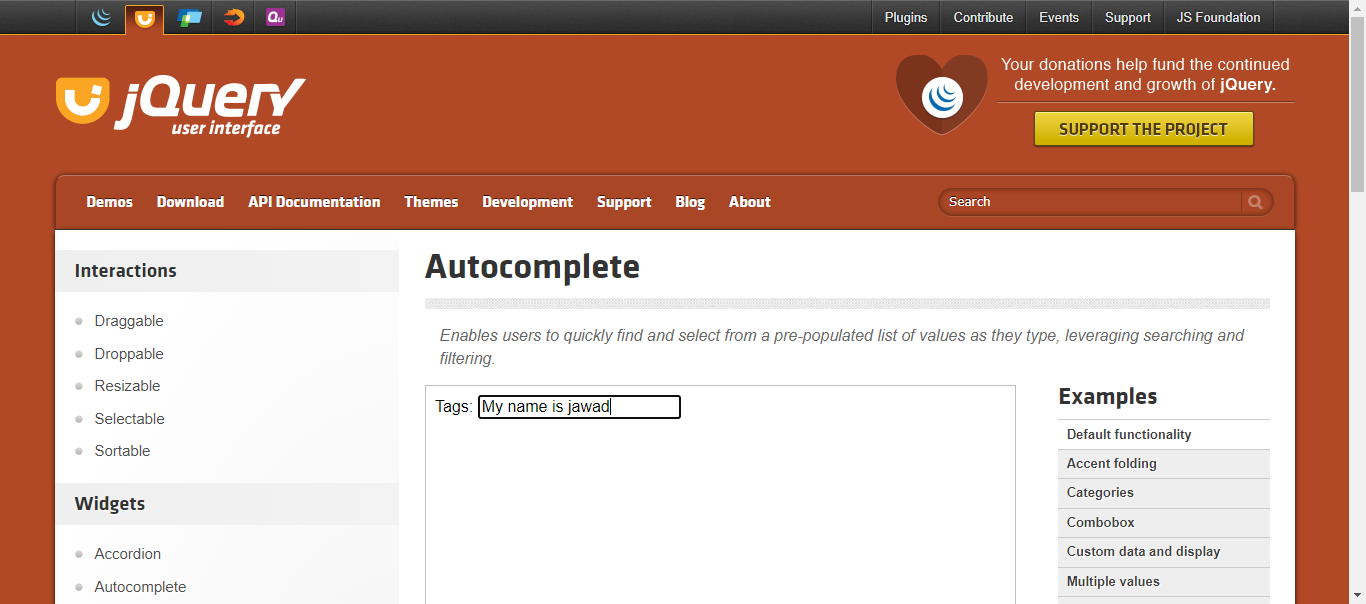 Qu
Plugins
Contribute
Events
Support
JS Foundation
jQuery
user interface
Your donations help fund the continued
development and growth of jQuery.
SUPPORT THE PROJECT
Demos
Download
API Documentation
Themes
Development
Support
Blog
About
Search
Interactions
Draggable
Droppable
Resizable
Selectable
Sortable
Widgets
Accordion
Autocomplete
Autocomplete
Enables users to quickly find and select from a pre-populated list of values as they type, leveraging searching and
filtering.
Tags: My name is jawad
Examples
Default functionality
Accent folding
Categories
Combobox
Custom data and display
Multiple values